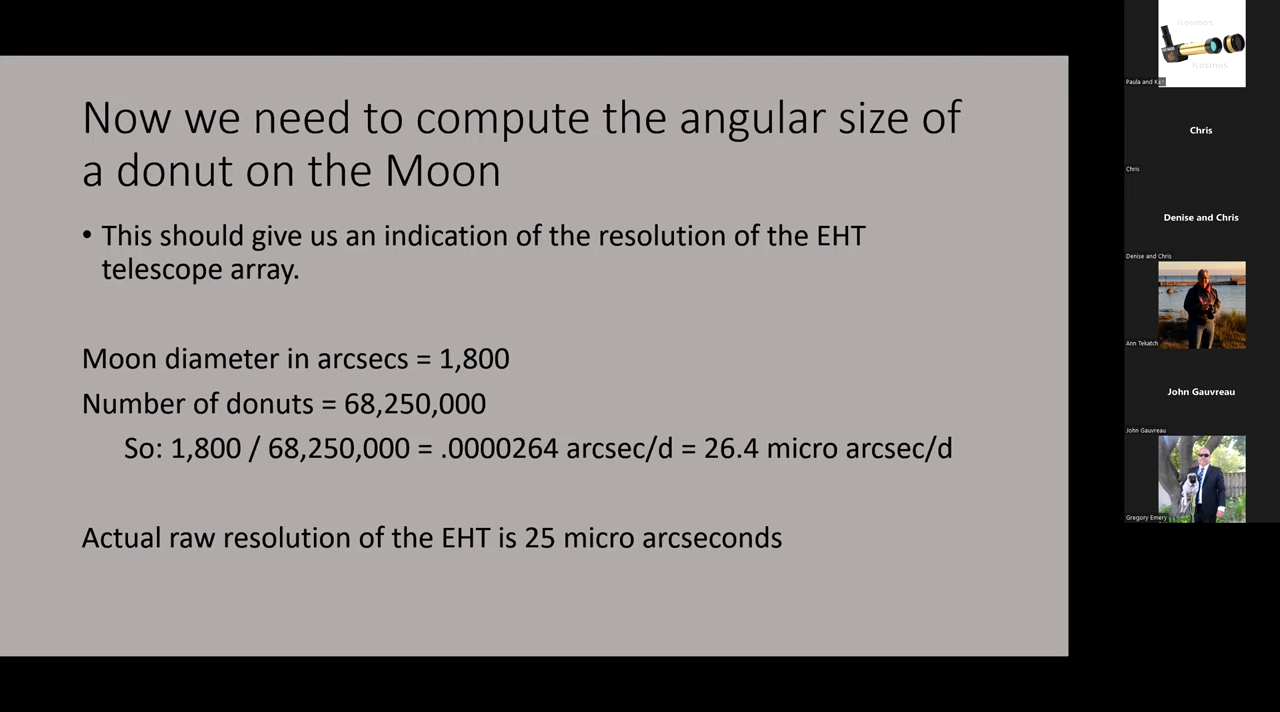 Now we need to compute the angular size of
a donut on the Moon
• This should give us an indication of the resolution of the EHT
telescope array.
Moon diameter in arcsecs = 1,800
Number of donuts = 68,250,000
So: 1,800 / 68,250,000 = .0000264 arcsec/d = 26.4 micro arcsec/d
Actual raw resolution of the EHT is 25 micro arcseconds
Kosmos
Kosmos
Paula and
Chris
Chris
Denise and Chris
Denise and Chris
Ann Tekatch
John Gauvreau
John Gauvreau
Gregory Emery